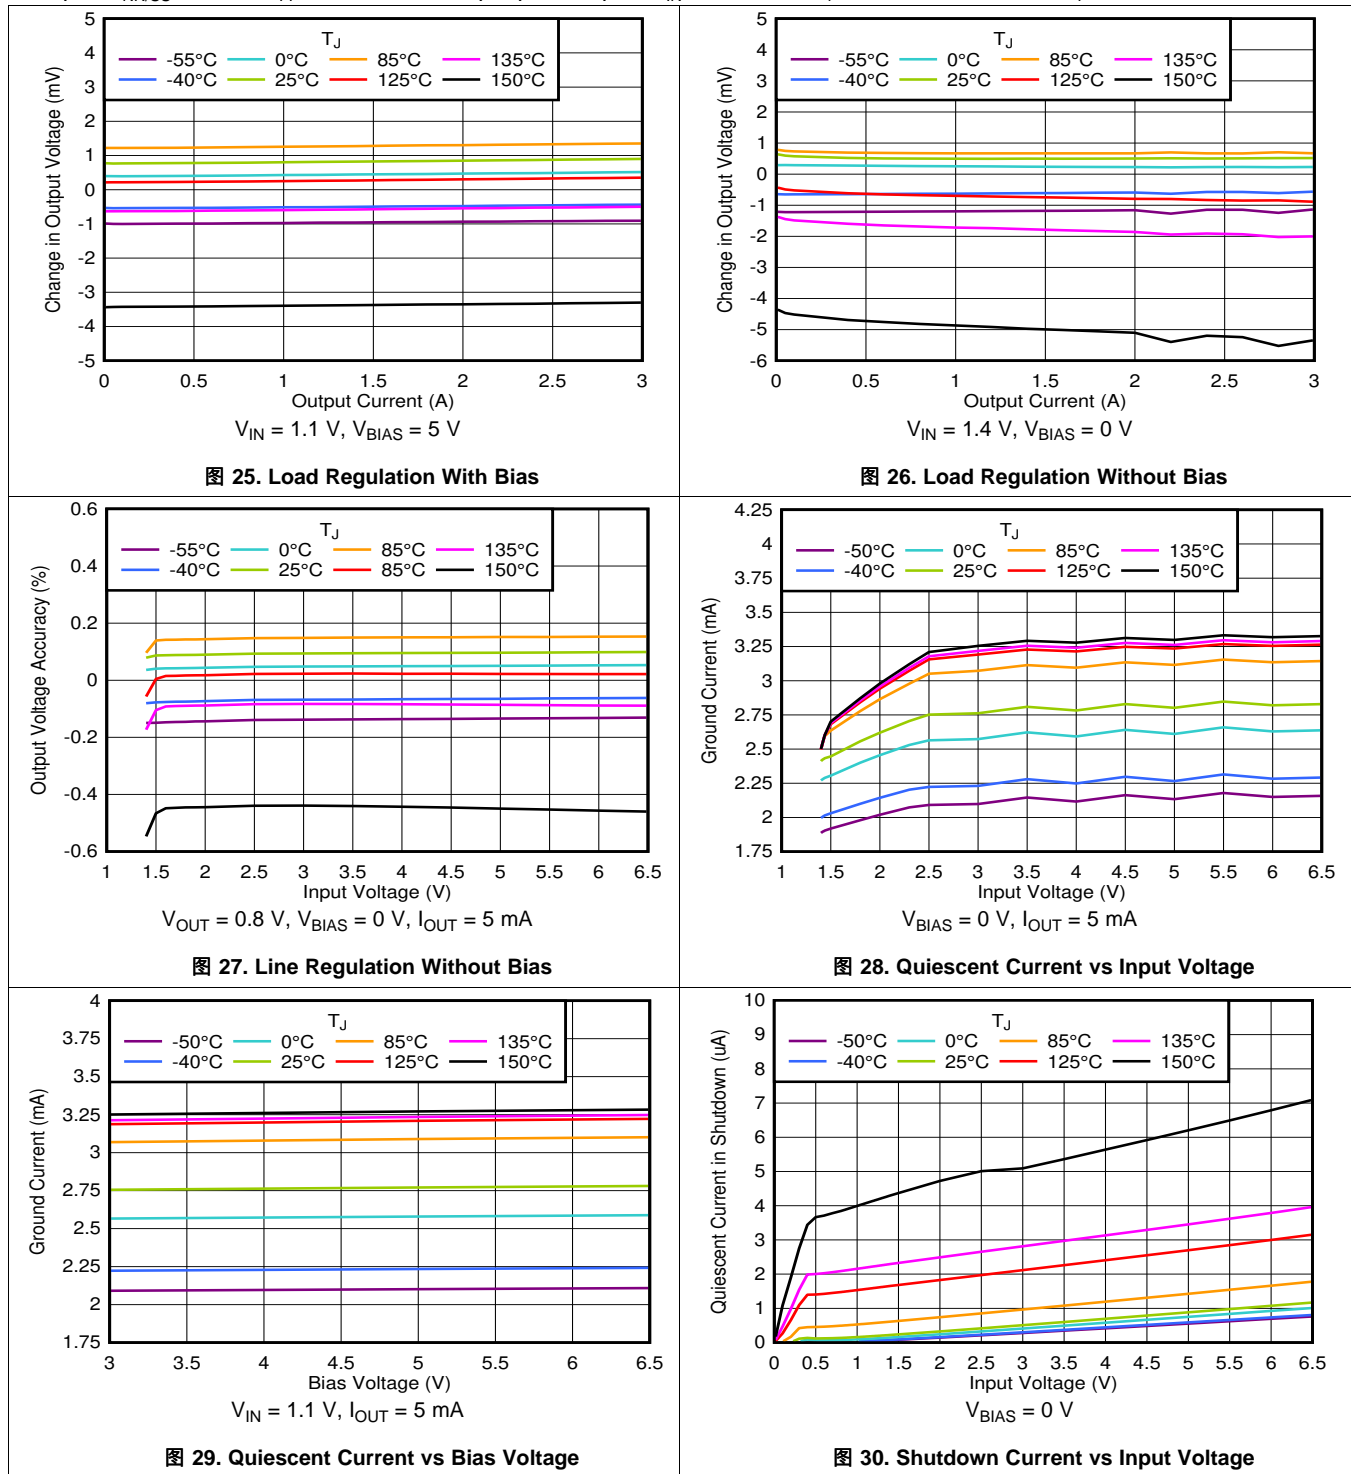 5
4
3
2
1
0
-1
-2
-3
-4
-5
Change in Output Voltage (mV)
T_J
-55°C 0°C 85°C 135°C
-40°C 25°C 125°C 150°C
0 0.5 1 1.5 2 2.5 3
Output Current (A)
V_IN = 1.1 V, V_BIAS = 5 V
图 25. Load Regulation With Bias
5
4
3
2
1
0
-1
-2
-3
-4
-5
-6
Change in Output Voltage (mV)
T_J
-55°C 0°C 85°C 135°C
-40°C 25°C 125°C 150°C
0 0.5 1 1.5 2 2.5 3
Output Current (A)
V_IN = 1.4 V, V_BIAS = 0 V
图 26. Load Regulation Without Bias
0.6
0.4
0.2
0
-0.2
-0.4
-0.6
Output Voltage Accuracy (%)
T_J
-55°C 0°C 85°C 135°C
-40°C 25°C 85°C 150°C
1 1.5 2 2.5 3 3.5 4 4.5 5 5.5 6 6.5
Input Voltage (V)
V_OUT = 0.8 V, V_BIAS = 0 V, I_OUT = 5 mA
图 27. Line Regulation Without Bias
4.25
4
3.75
3.5
3.25
3
2.75
2.5
2.25
2
1.75
Ground Current (mA)
T_J
-50°C 0°C 85°C 135°C
-40°C 25°C 125°C 150°C
1 1.5 2 2.5 3 3.5 4 4.5 5 5.5 6 6.5
Input Voltage (V)
V_BIAS = 0 V, I_OUT = 5 mA
图 28. Quiescent Current vs Input Voltage
4
3.75
3.5
3.25
3
2.75
2.5
2.25
2
1.75
Ground Current (mA)
T_J
-50°C 0°C 85°C 135°C
-40°C 25°C 125°C 150°C
3 3.5 4 4.5 5 5.5 6 6.5
Bias Voltage (V)
V_IN = 1.1 V, I_OUT = 5 mA
图 29. Quiescent Current vs Bias Voltage
10
9
8
7
6
5
4
3
2
1
0
Quiescent Current in Shutdown (uA)
T_J
-50°C 0°C 85°C 135°C
-40°C 25°C 125°C 150°C
0 0.5 1 1.5 2 2.5 3 3.5 4 4.5 5 5.5 6 6.5
Input Voltage (V)
V_BIAS = 0 V
图 30. Shutdown Current vs Input Voltage